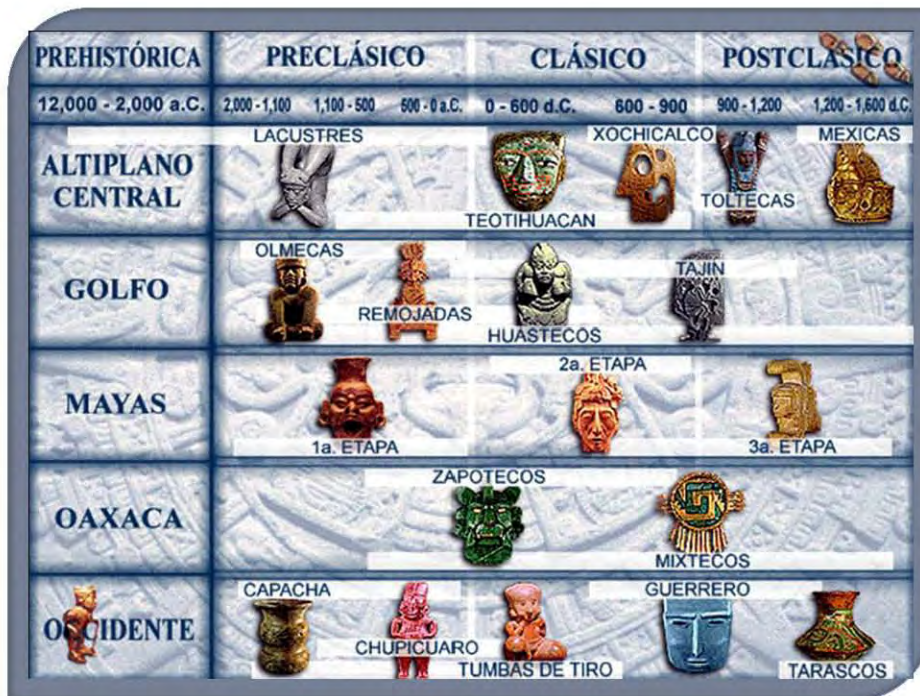 PREHISTÓRICA PRECLÁSICO CLÁSICO POSTCLÁSICO
12,000 - 2,000 a.C. 2,000 - 1,100 1,100 - 500 500 - 0 a.C. 0 - 600 d.C. 600 - 900 900 - 1,200 1,200 - 1,600 d.C.
ALTIPLANO
CENTRAL
LACUSTRES XOCHICALCO MEXICAS
TOLTECAS
TEOTIHUACAN
GOLFO
OLMECAS
TAJIN
REMOJADAS
HUASTECOS
MAYAS
2a. ETAPA
1a. ETAPA 3a. ETAPA
OAXACA
ZAPOTECOS
MIXTECOS
OCCIDENTE
CAPACHA GUERRERO
CHUPICUARO
TUMBAS DE TIRO TARASCOS